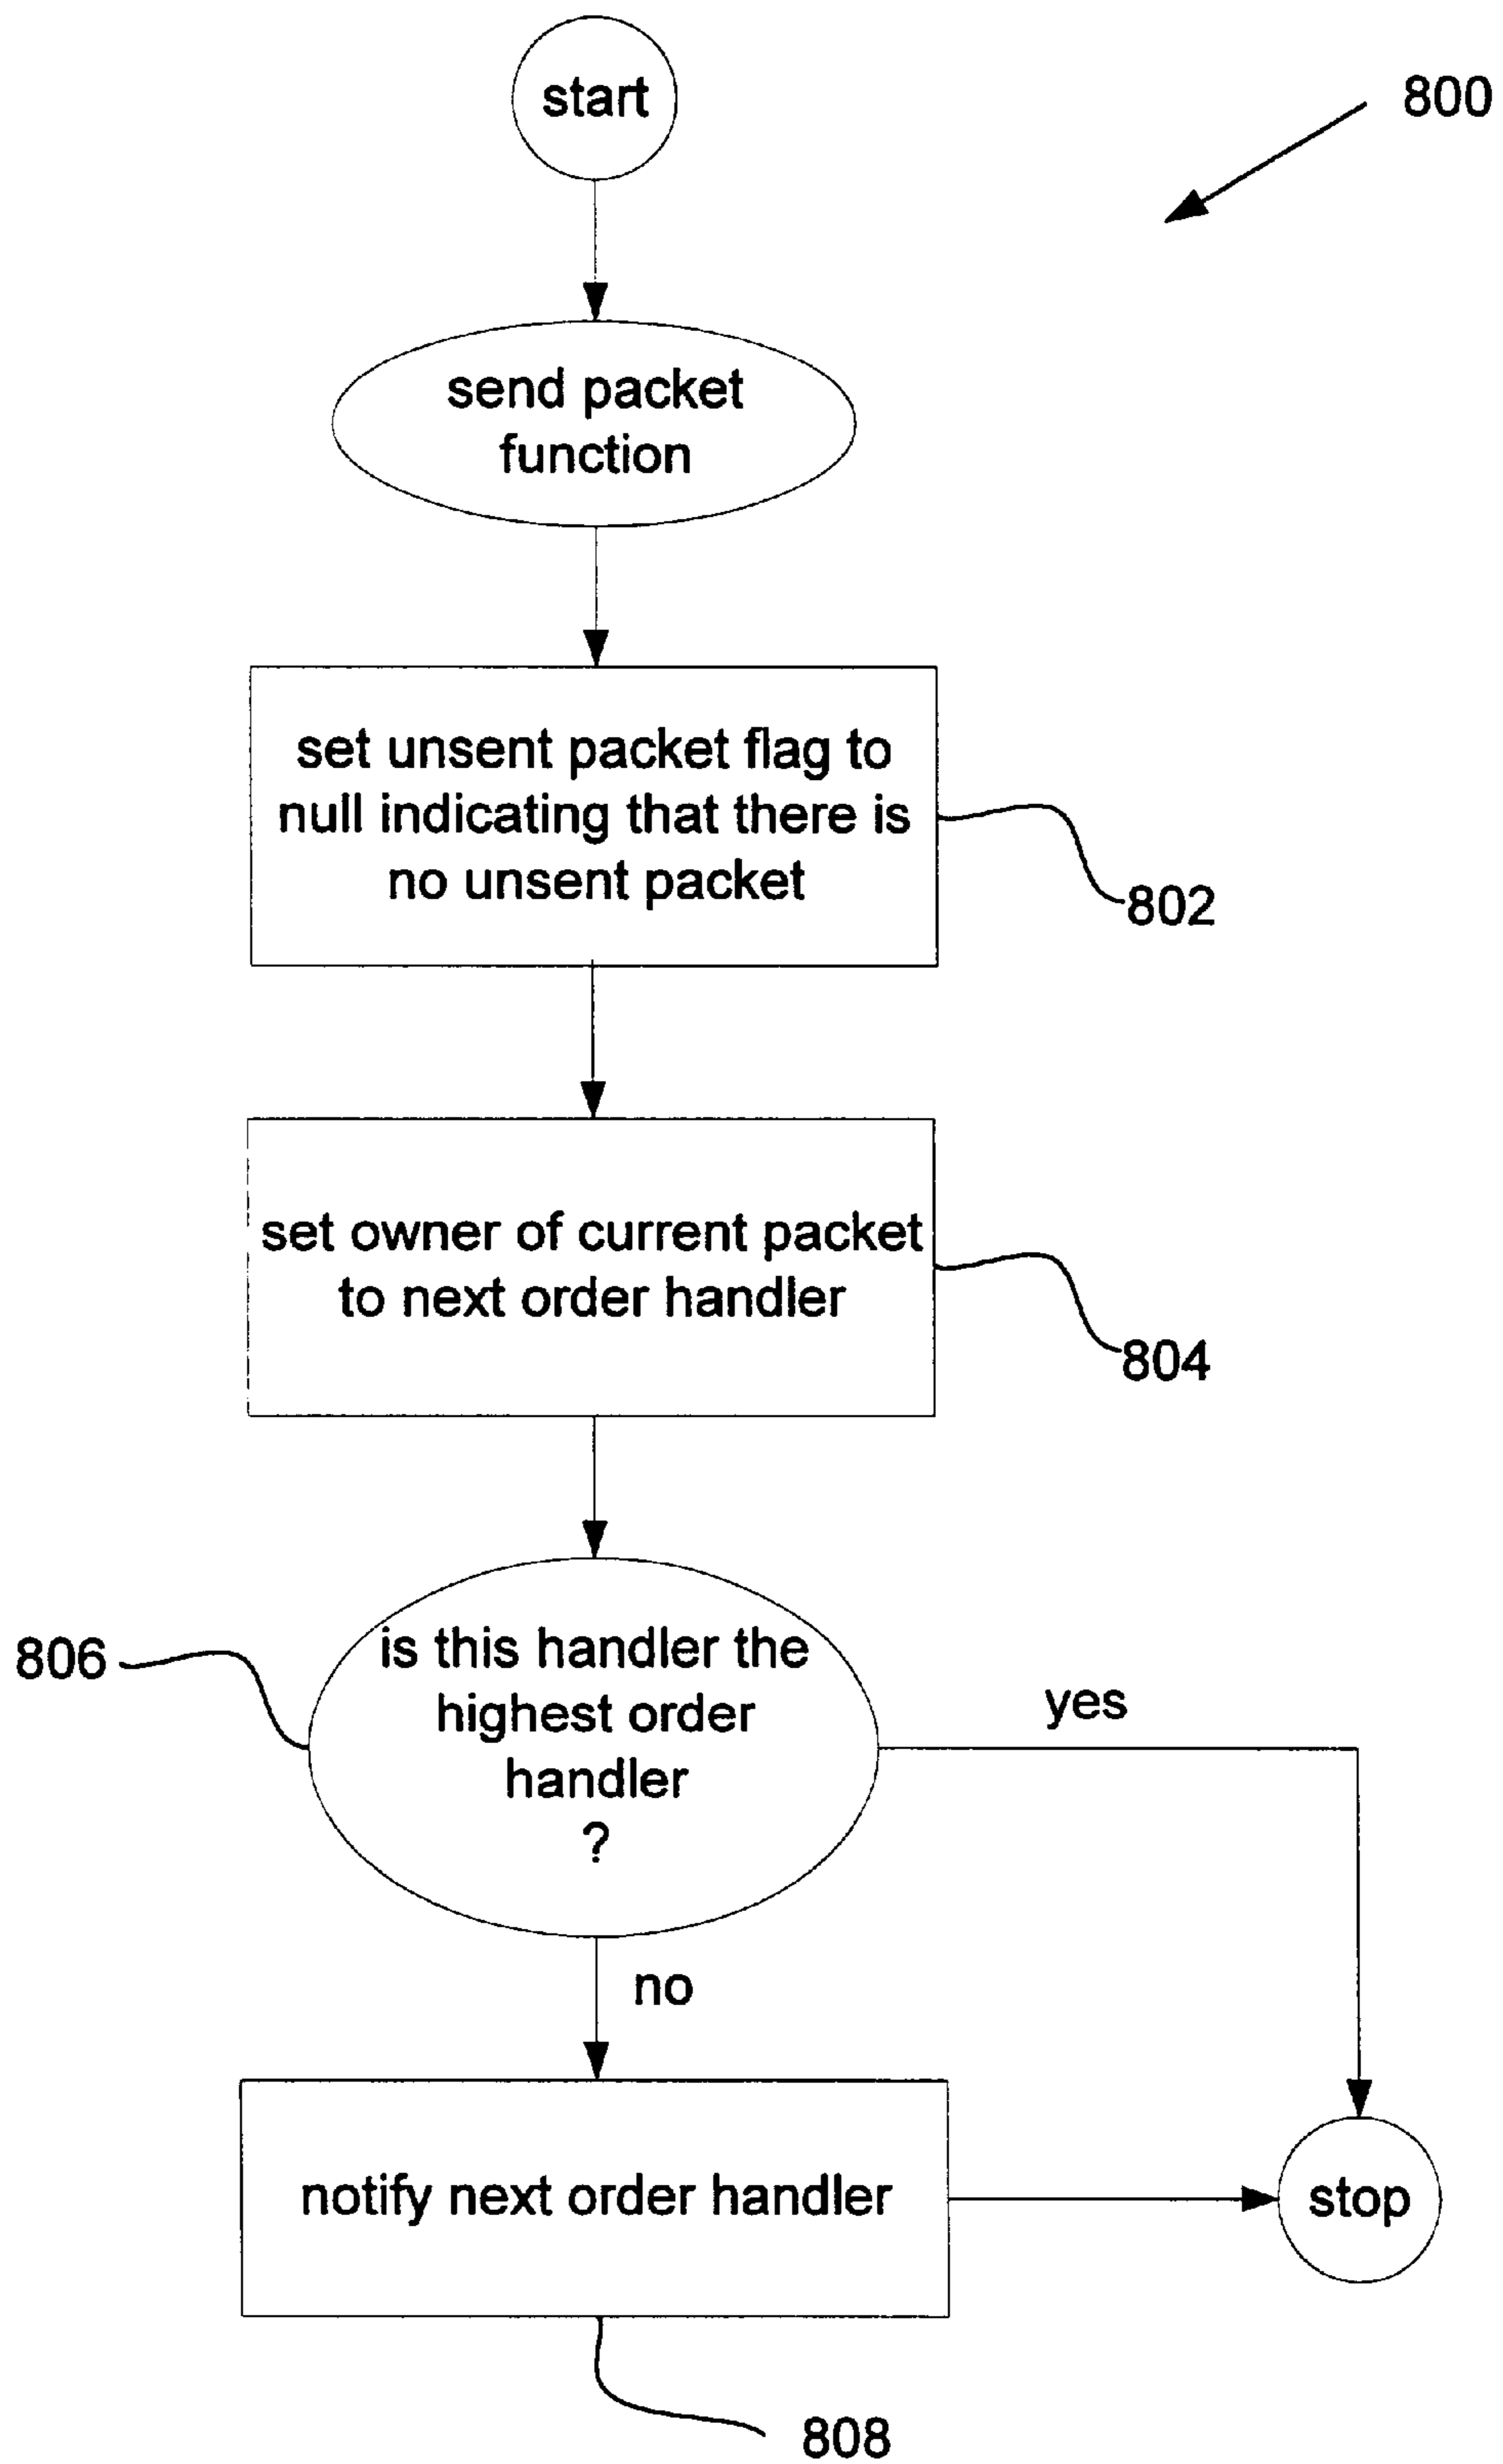 start
800
send packet
function
set unsent packet flag to
null indicating that there is
no unsent packet
802
set owner of current packet
to next order handler
804
is this handler the
highest order
handler
?
806
yes
no
notify next order handler
stop
808